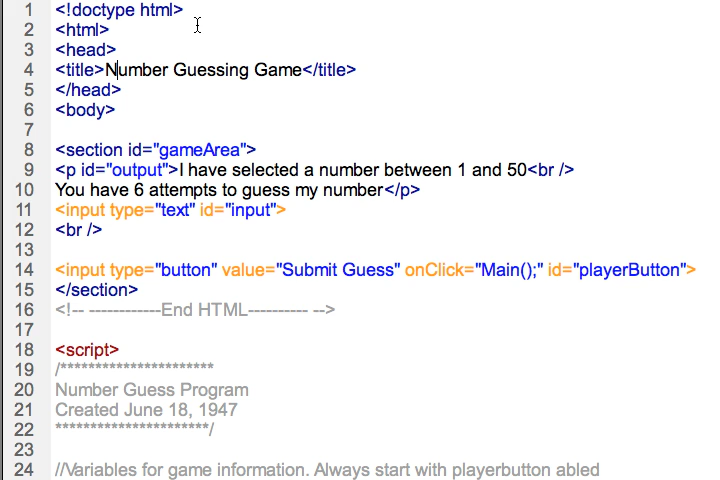 1 <!doctype html>
2 <html>
3 <head>
4 <title>Number Guessing Game</title>
5 </head>
6 <body>
7
8 <section id="gameArea">
9 <p id="output">I have selected a number between 1 and 50<br />
10 You have 6 attempts to guess my number</p>
11 <input type="text" id="input">
12 <br />
13
14 <input type="button" value="Submit Guess" onClick="Main();" id="playerButton">
15 </section>
16 <!-- ------------End HTML---------- -->
17
18 <script>
19 /**********************
20 Number Guess Program
21 Created June 18, 1947
22 **********************/
23
24 //Variables for game information. Always start with playerbutton abled